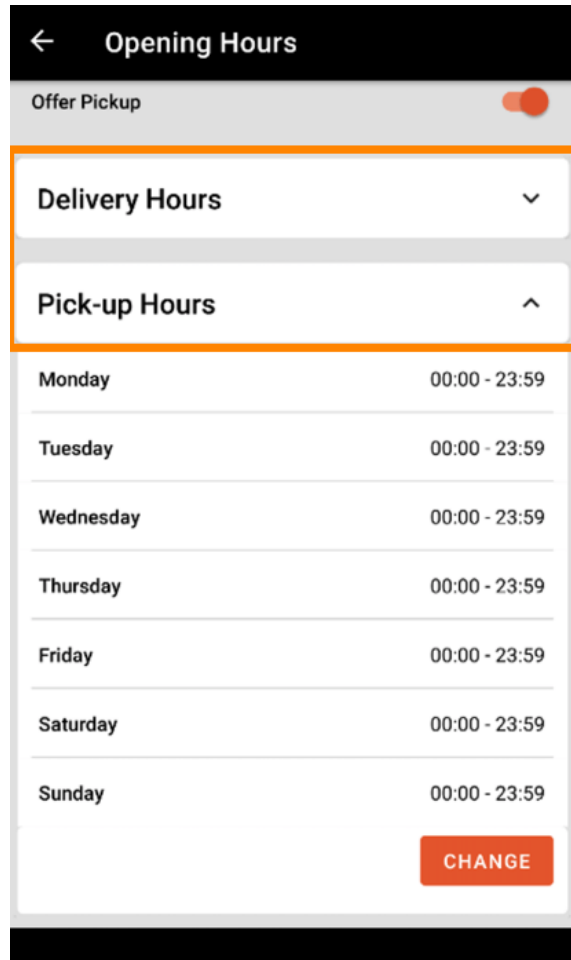 Opening Hours
Offer Pickup
Delivery Hours
Pick-up Hours
Monday 00:00 - 23:59
Tuesday 00:00 - 23:59
Wednesday 00:00 - 23:59
Thursday 00:00 - 23:59
Friday 00:00 - 23:59
Saturday 00:00 - 23:59
Sunday 00:00 - 23:59
CHANGE